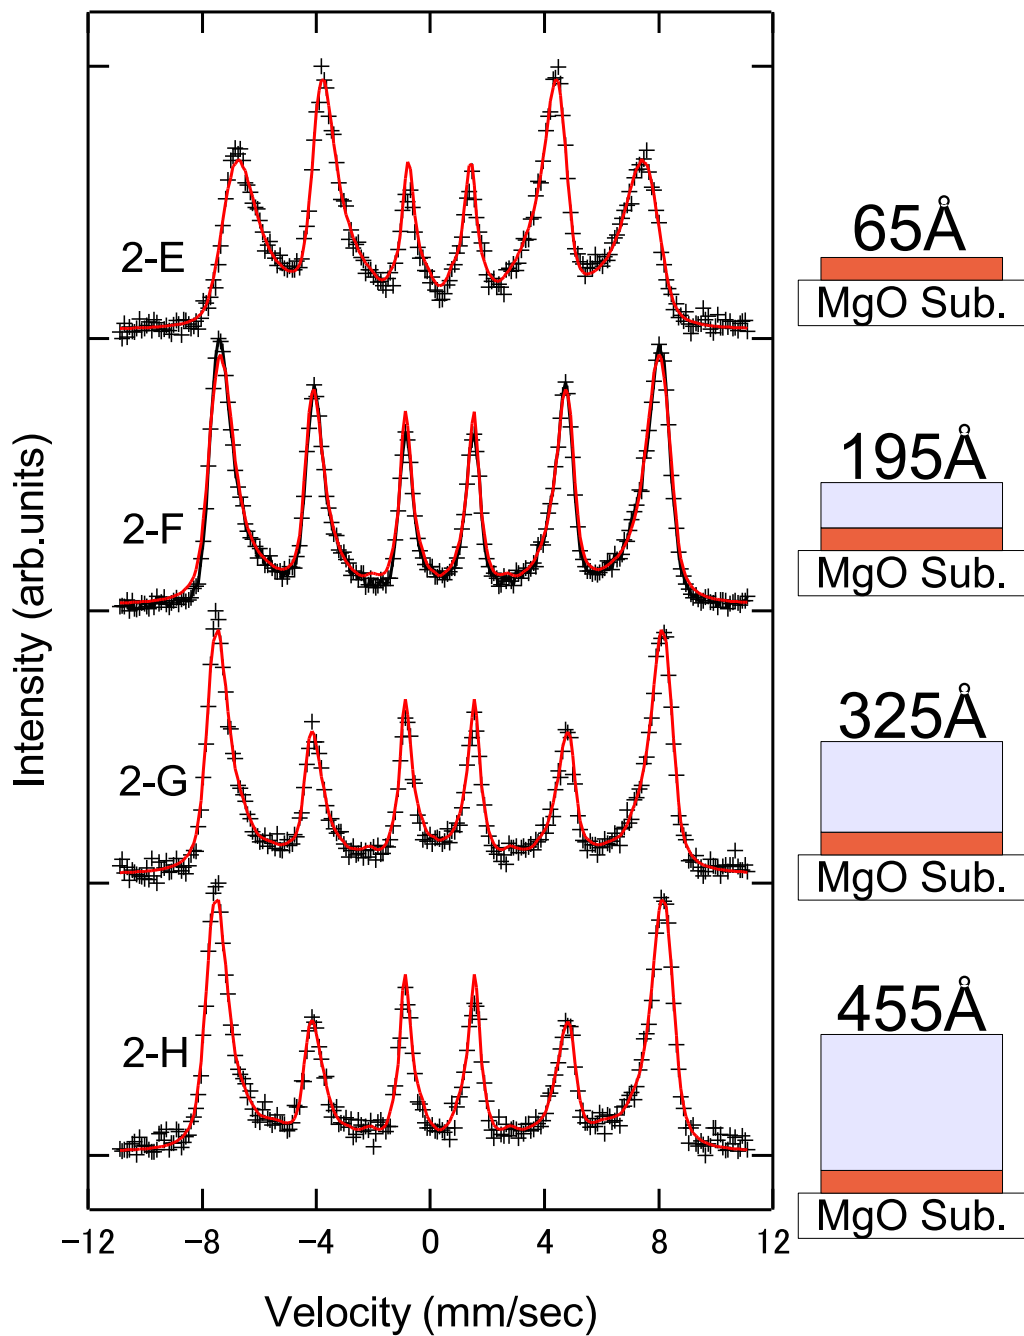 2-E
65Å
MgO Sub.
2-F
195Å
MgO Sub.
2-G
325Å
MgO Sub.
2-H
455Å
MgO Sub.
Intensity (arb.units)
−12 −8 −4 0 4 8 12
Velocity (mm/sec)